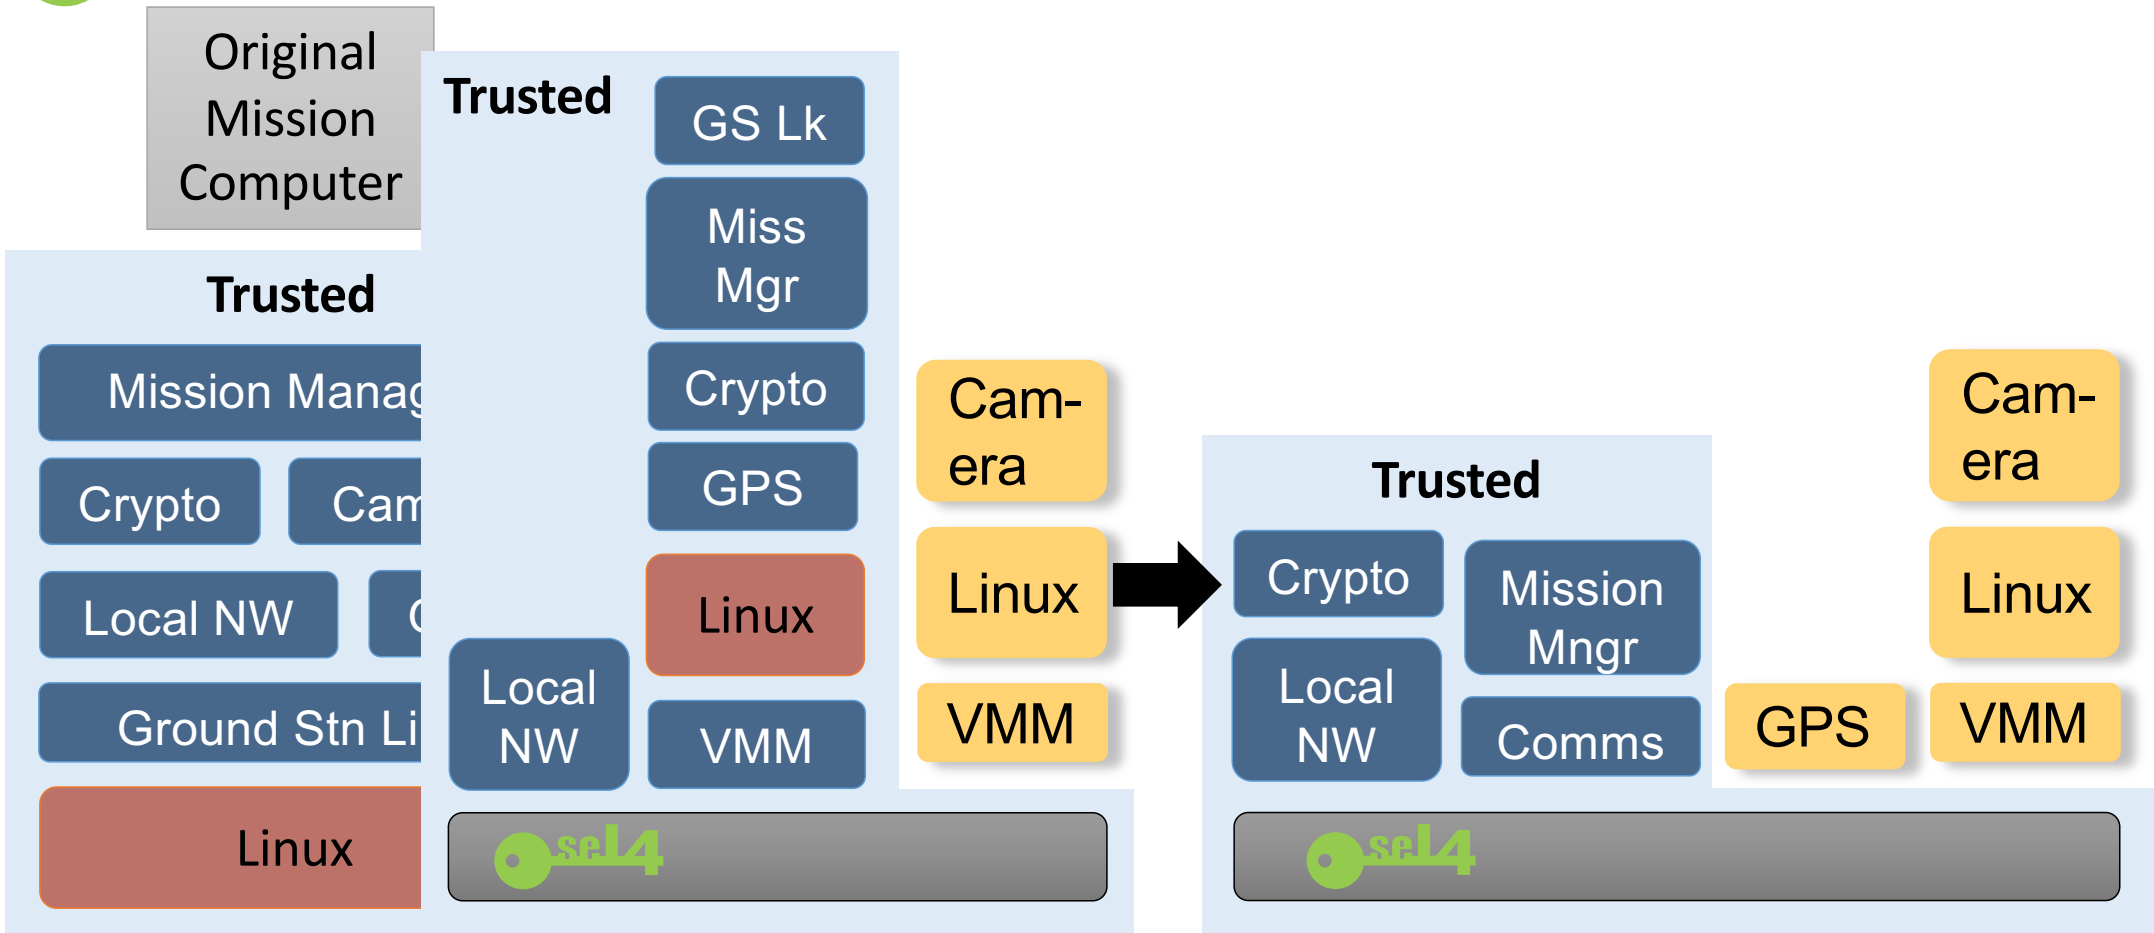 Original
Mission
Computer
Trusted
Mission Manag
Crypto
Cam
Local NW
Ground Stn Li
Linux
Trusted
GS Lk
Miss
Mgr
Crypto
GPS
Linux
Local
NW
VMM
seL4
Cam-
era
Linux
VMM
Trusted
Crypto
Mission
Mngr
Local
NW
Comms
seL4
GPS
Cam-
era
Linux
VMM